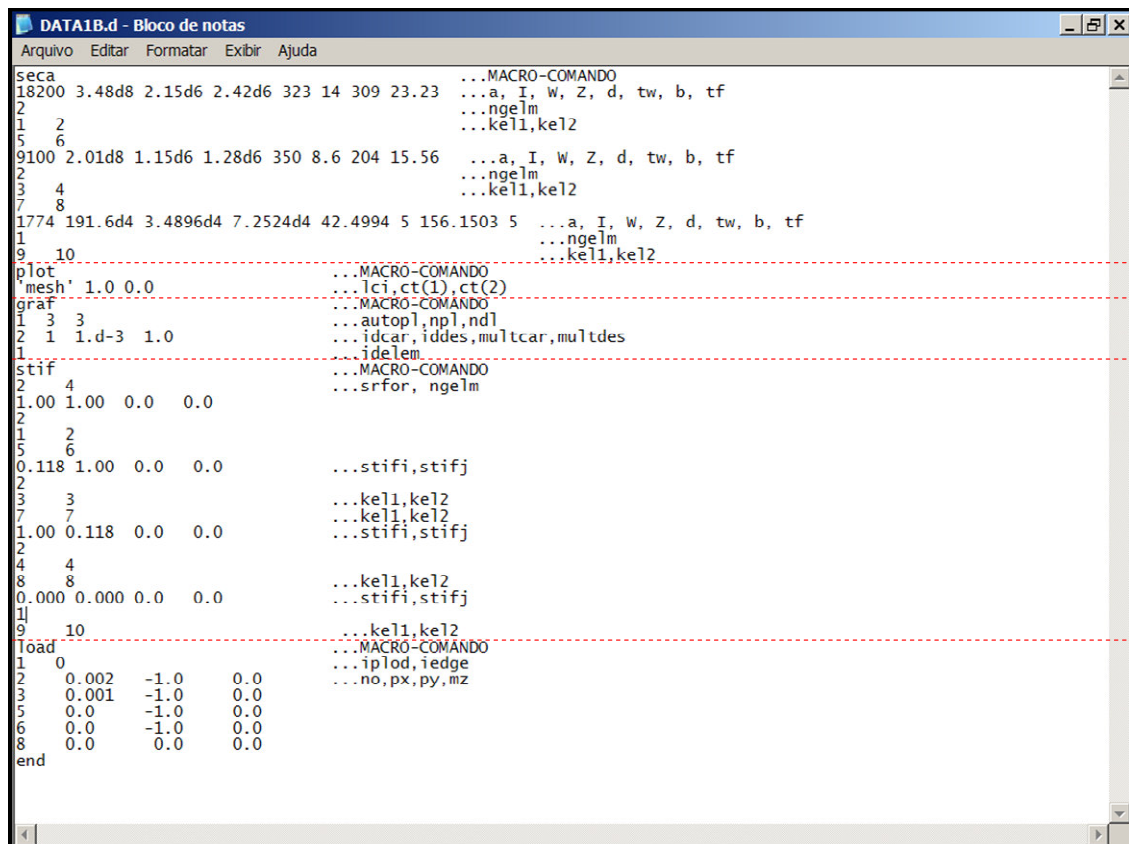 DATA1B.d - Bloco de notas
Arquivo Editar Formatar Exibir Ajuda
seca ...MACRO-COMANDO
18200 3.48d8 2.15d6 2.42d6 323 14 309 23.23 ...a, I, W, Z, d, tw, b, tf
2 ...ngelm
1 2 ...kel1,kel2
5 6
9100 2.01d8 1.15d6 1.28d6 350 8.6 204 15.56 ...a, I, W, Z, d, tw, b, tf
2 ...ngelm
3 4 ...kel1,kel2
7 8
1774 191.6d4 3.4896d4 7.2524d4 42.4994 5 156.1503 5 ...a, I, W, Z, d, tw, b, tf
1 ...ngelm
9 10 ...kel1,kel2
plot ...MACRO-COMANDO
'mesh' 1.0 0.0 ...lci,ct(1),ct(2)
graf ...MACRO-COMANDO
1 3 3 ...autopl,npl,ndl
2 1 1.d-3 1.0 ...idcar,iddes,multcar,multdes
1 ...idelem
stif ...MACRO-COMANDO
2 4 ...srfor, ngelm
1.00 1.00 0.0 0.0
2
1 2
5 6
0.118 1.00 0.0 0.0 ...stifi,stifj
2
3 3 ...kel1,kel2
7 7 ...kel1,kel2
1.00 0.118 0.0 0.0 ...stifi,stifj
2
4 4
8 8 ...kel1,kel2
0.000 0.000 0.0 0.0 ...stifi,stifj
1
9 10 ...kel1,kel2
load ...MACRO-COMANDO
1 0 ...iplod,iedge
2 0.002 -1.0 0.0 ...no,px,py,mz
3 0.001 -1.0 0.0
5 0.0 -1.0 0.0
6 0.0 -1.0 0.0
8 0.0 0.0 0.0
end